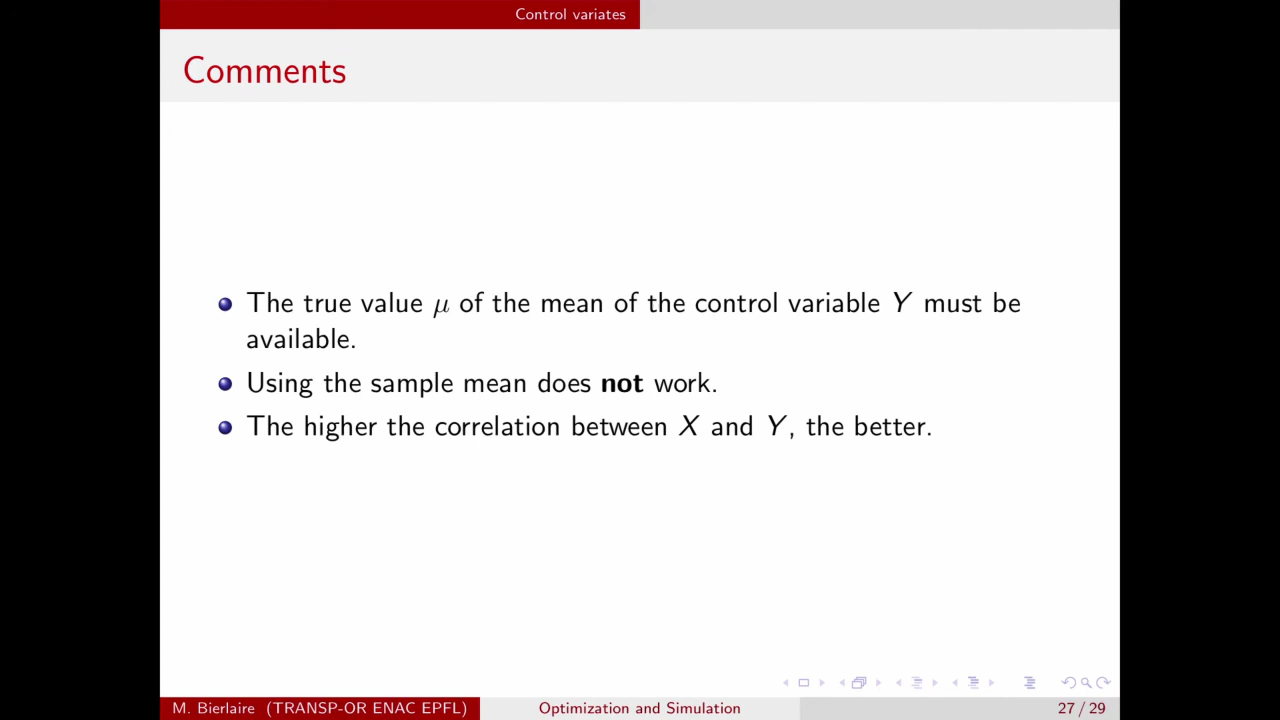 Control variates
Comments
The true value μ of the mean of the control variable Y must be
available.
Using the sample mean does not work.
The higher the correlation between X and Y, the better.
M. Bierlaire (TRANSP-OR ENAC EPFL)
Optimization and Simulation
27 / 29